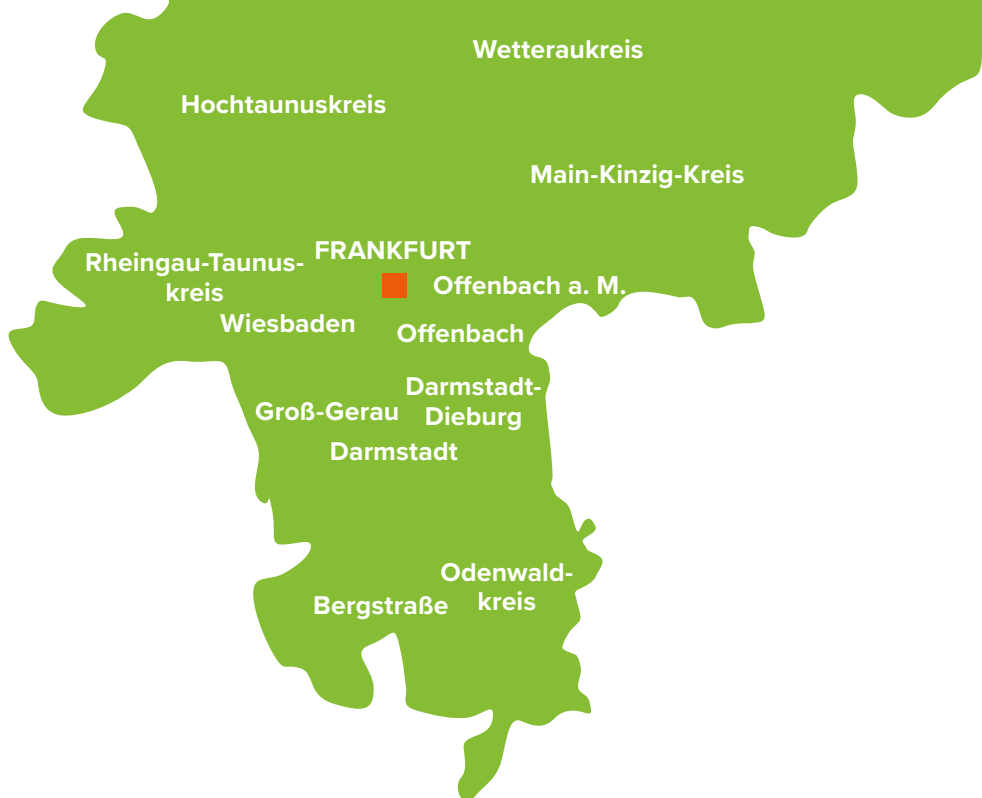 Wetteraukreis
Hochtaunuskreis
Main-Kinzig-Kreis
FRANKFURT
Rheingau-Taunus-
kreis
Offenbach a. M.
Wiesbaden
Offenbach
Darmstadt-
Dieburg
Groß-Gerau
Darmstadt
Odenwald-
kreis
Bergstraße